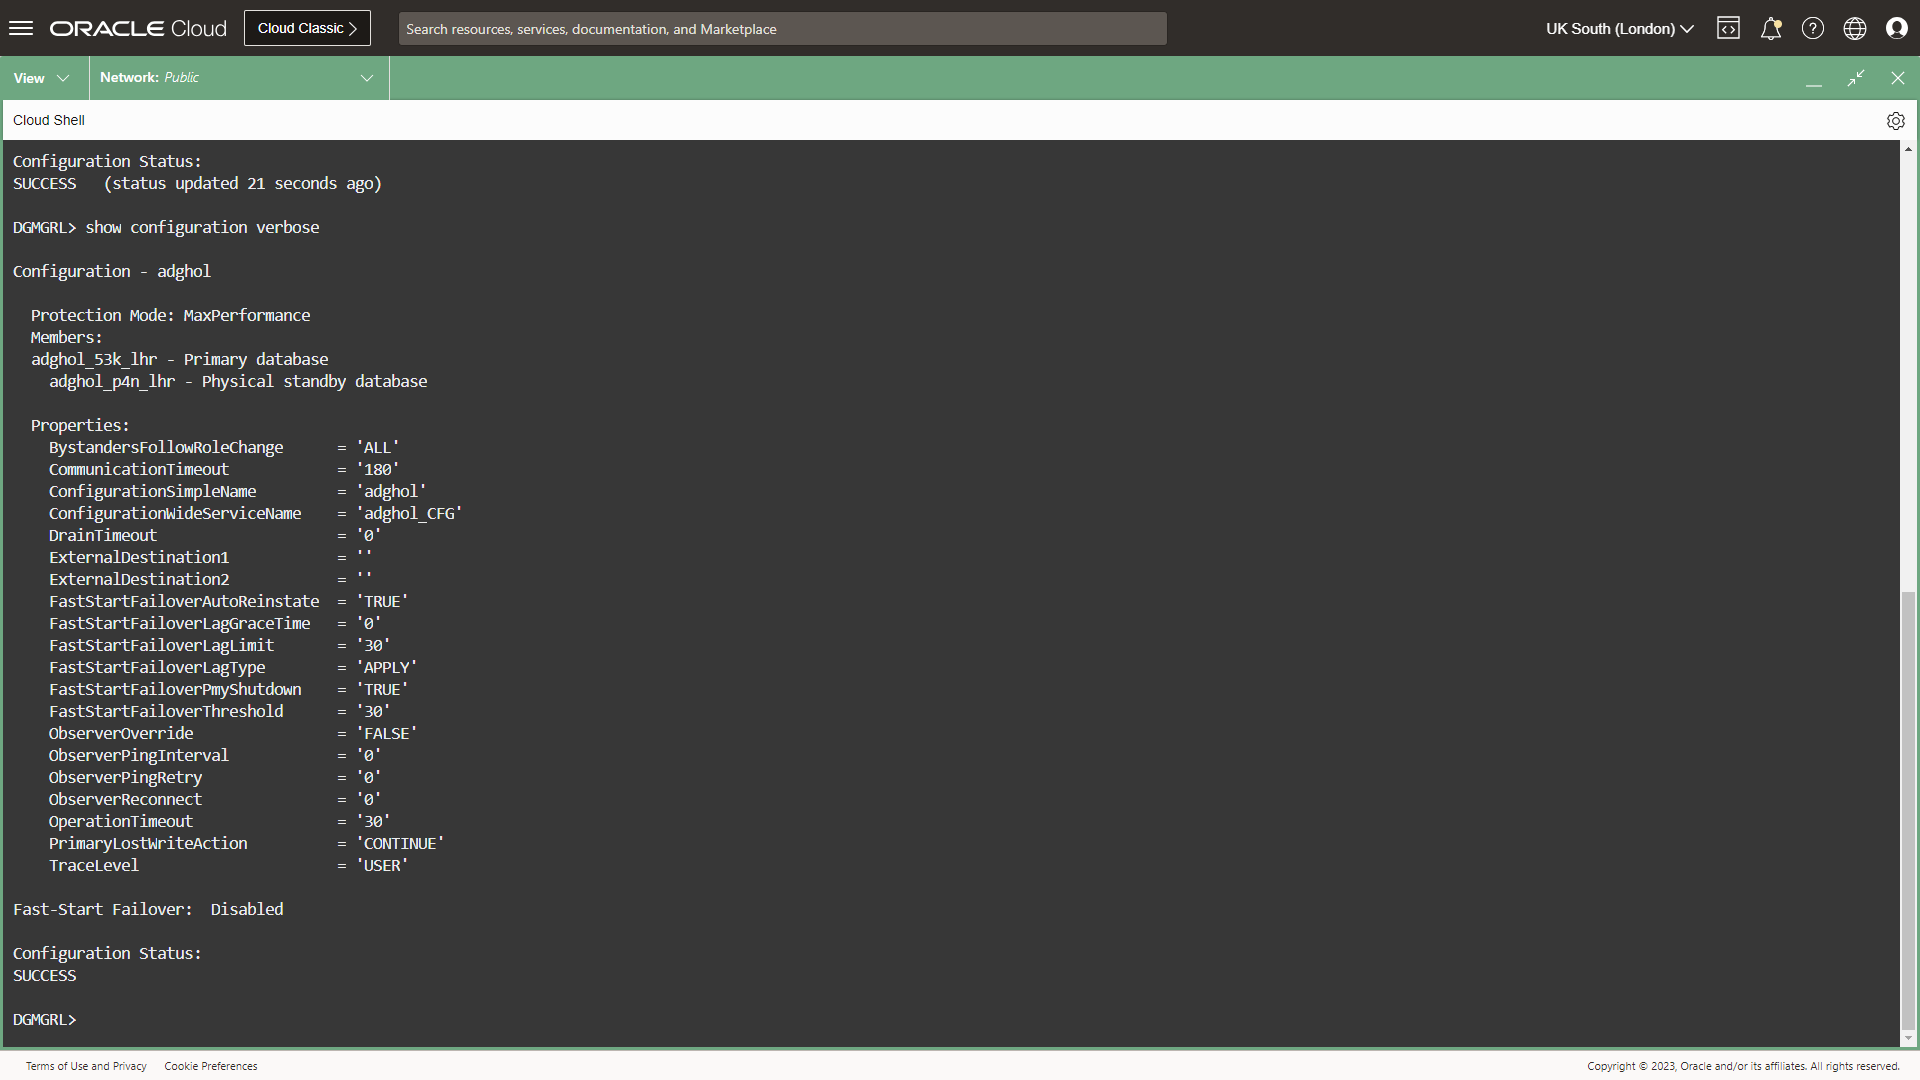 ORACLE Cloud
Cloud Classic
Search resources, services, documentation, and Marketplace
UK South (London)
View
Network: Public
Cloud Shell
Configuration Status:
SUCCESS   (status updated 21 seconds ago)
DGMGRL> show configuration verbose
Configuration - adghol
  Protection Mode: MaxPerformance
  Members:
  adghol_53k_lhr - Primary database
    adghol_p4n_lhr - Physical standby database
  Properties:
    BystandersFollowRoleChange      = 'ALL'
    CommunicationTimeout            = '180'
    ConfigurationSimpleName         = 'adghol'
    ConfigurationWideServiceName    = 'adghol_CFG'
    DrainTimeout                    = '0'
    ExternalDestination1            = ''
    ExternalDestination2            = ''
    FastStartFailoverAutoReinstate  = 'TRUE'
    FastStartFailoverLagGraceTime   = '0'
    FastStartFailoverLagLimit       = '30'
    FastStartFailoverLagType        = 'APPLY'
    FastStartFailoverPmyShutdown    = 'TRUE'
    FastStartFailoverThreshold      = '30'
    ObserverOverride                = 'FALSE'
    ObserverPingInterval            = '0'
    ObserverPingRetry               = '0'
    ObserverReconnect               = '0'
    OperationTimeout                = '30'
    PrimaryLostWriteAction          = 'CONTINUE'
    TraceLevel                      = 'USER'
Fast-Start Failover:  Disabled
Configuration Status:
SUCCESS
DGMGRL>
Terms of Use and Privacy
Cookie Preferences
Copyright © 2023, Oracle and/or its affiliates. All rights reserved.